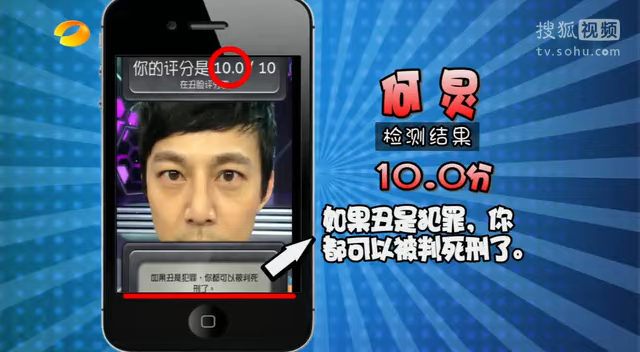 搜狐视频
tv.sohu.com
你的评分是 10.0 / 10
在丑脸评分
何炅
检测结果
10.0分
如果丑是犯罪，你
都可以被判死刑了。
如果丑是犯罪，你都可以被判死
刑了。